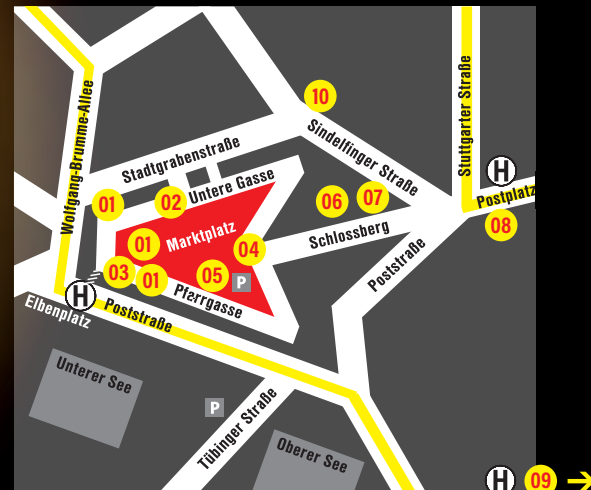 10
Stuttgarter Straße
Wolfgang-Brumme-Allee
Stadtgrabenstraße
Sindelfinger Straße
H
Postplatz
Untere Gasse
01
02
06
07
08
Marktplatz
01
04
Schlossberg
03
01
05
P
Poststraße
Pfarrgasse
H
Elbenplatz
Poststraße
Unterer See
P
Tübinger Straße
Oberer See
H 09 →